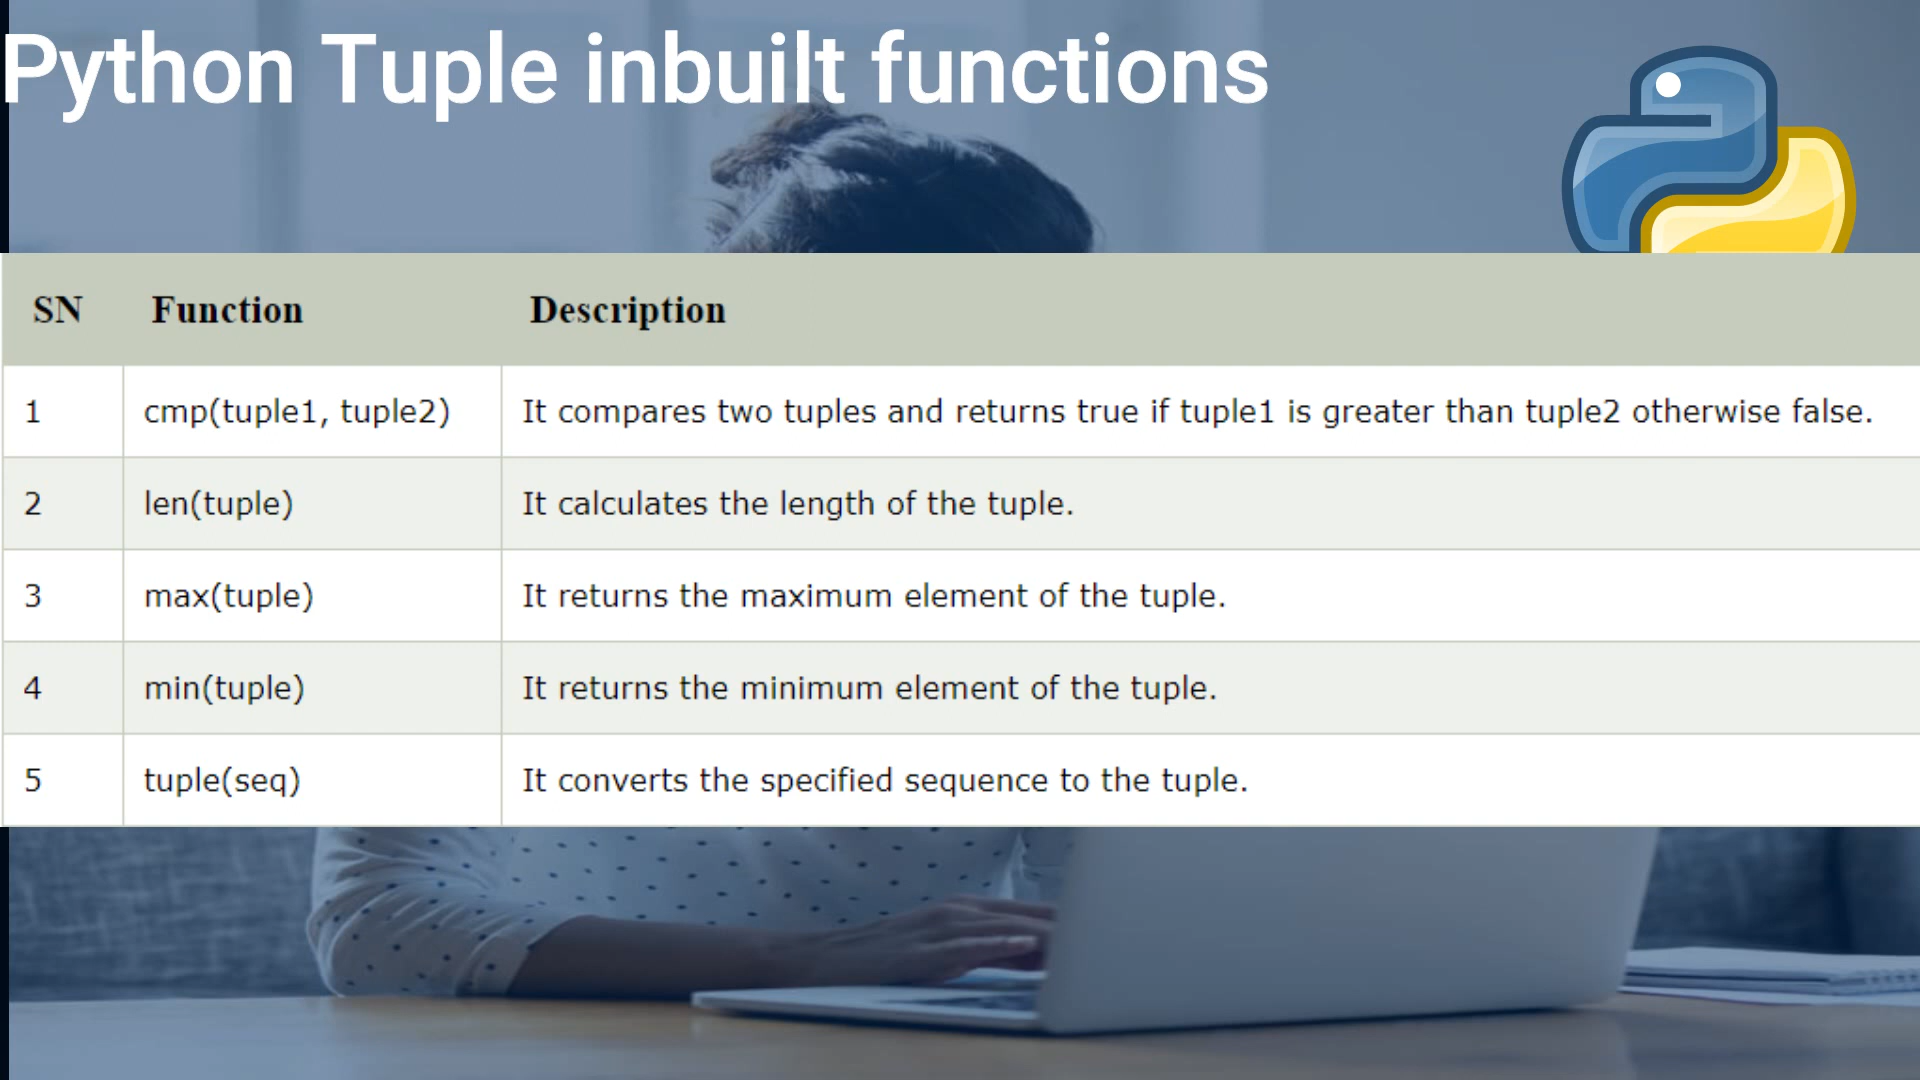 Python Tuple inbuilt functions
SN Function Description
1 cmp(tuple1, tuple2) It compares two tuples and returns true if tuple1 is greater than tuple2 otherwise false.
2 len(tuple) It calculates the length of the tuple.
3 max(tuple) It returns the maximum element of the tuple.
4 min(tuple) It returns the minimum element of the tuple.
5 tuple(seq) It converts the specified sequence to the tuple.